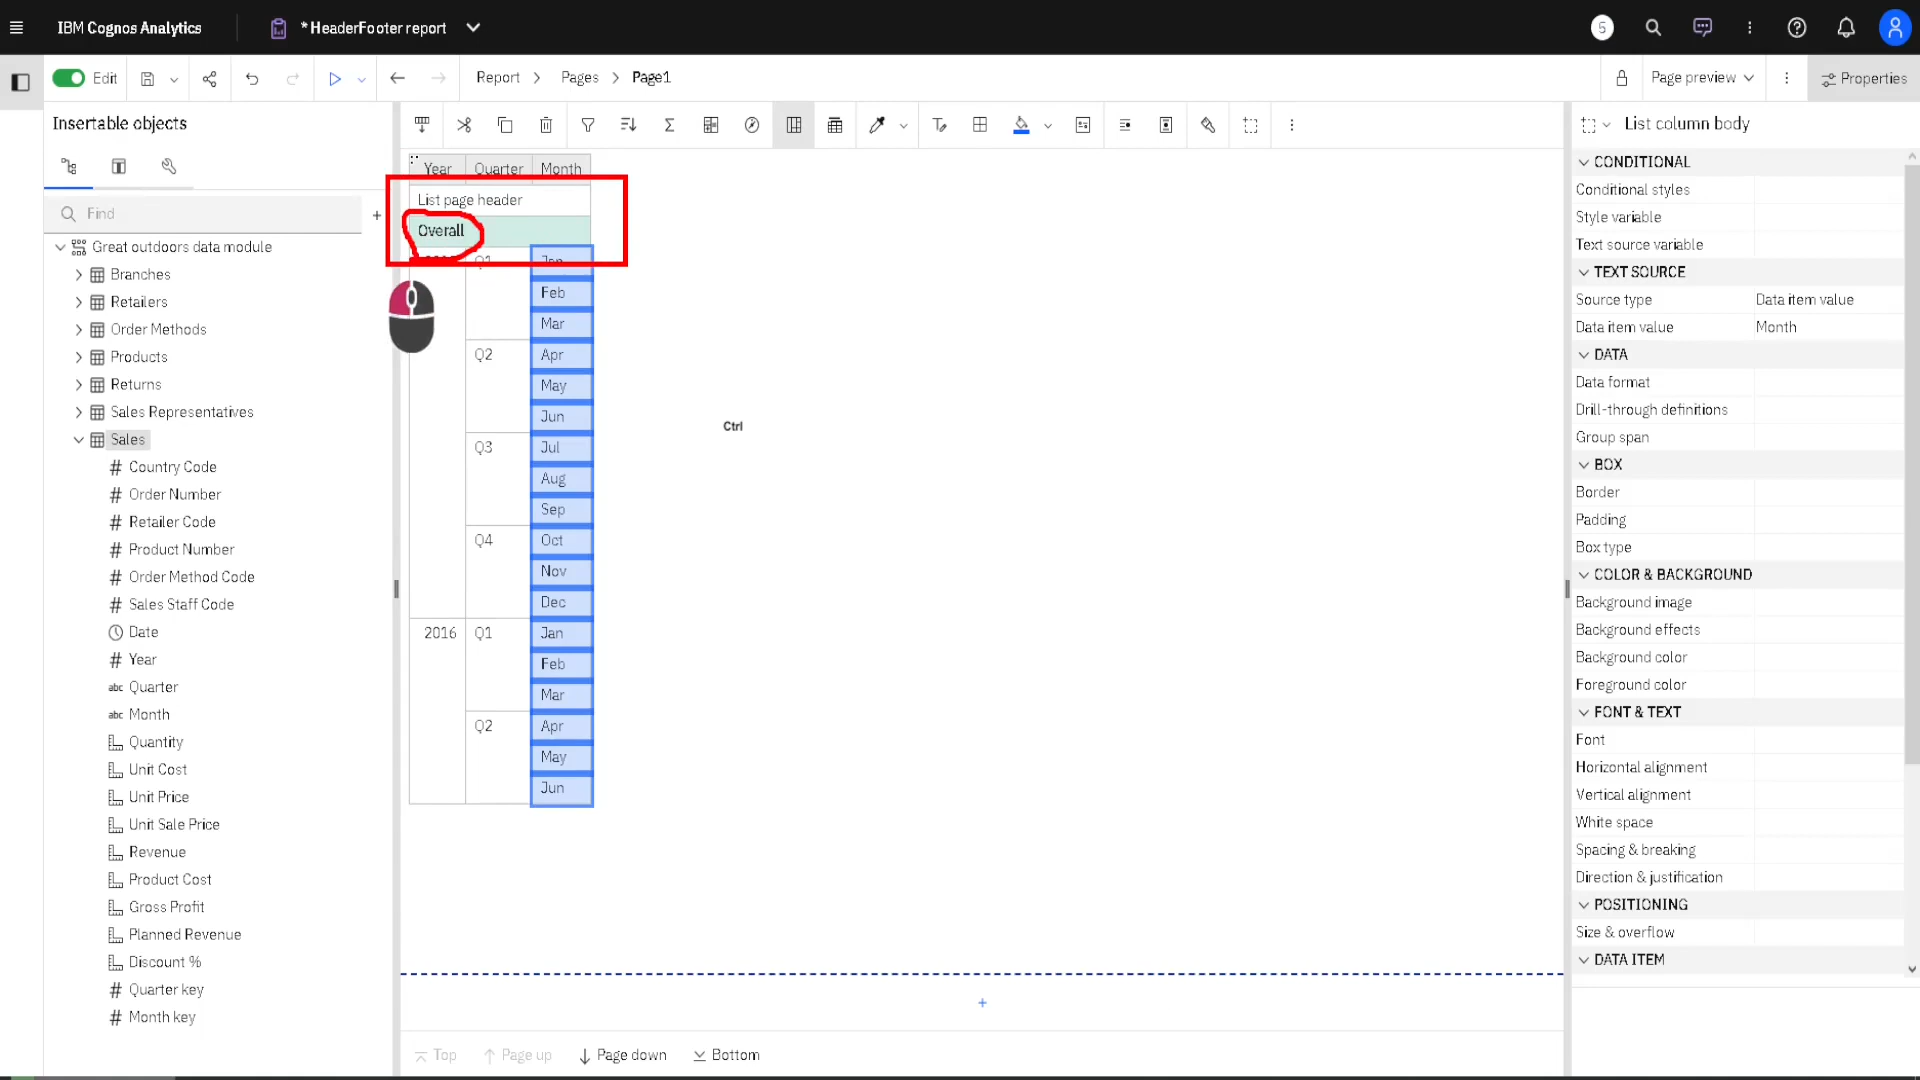 IBM Cognos Analytics
* HeaderFooter report
5
Edit
Report > Pages > Page1
Page preview
Properties
Insertable objects
Find
Great outdoors data module
Branches
Retailers
Order Methods
Products
Returns
Sales Representatives
Sales
# Country Code
# Order Number
# Retailer Code
# Product Number
# Order Method Code
# Sales Staff Code
Date
# Year
abc Quarter
abc Month
Quantity
Unit Cost
Unit Price
Unit Sale Price
Revenue
Product Cost
Gross Profit
Planned Revenue
Discount %
# Quarter key
# Month key
Year Quarter Month
List page header
Overall
Q1 Jan
Feb
Mar
Q2 Apr
May
Jun
Q3 Jul
Aug
Sep
Q4 Oct
Nov
Dec
2016 Q1 Jan
Feb
Mar
Q2 Apr
May
Jun
Ctrl
Top
Page up
Page down
Bottom
List column body
CONDITIONAL
Conditional styles
Style variable
Text source variable
TEXT SOURCE
Source type Data item value
Data item value Month
DATA
Data format
Drill-through definitions
Group span
BOX
Border
Padding
Box type
COLOR & BACKGROUND
Background image
Background effects
Background color
Foreground color
FONT & TEXT
Font
Horizontal alignment
Vertical alignment
White space
Spacing & breaking
Direction & justification
POSITIONING
Size & overflow
DATA ITEM